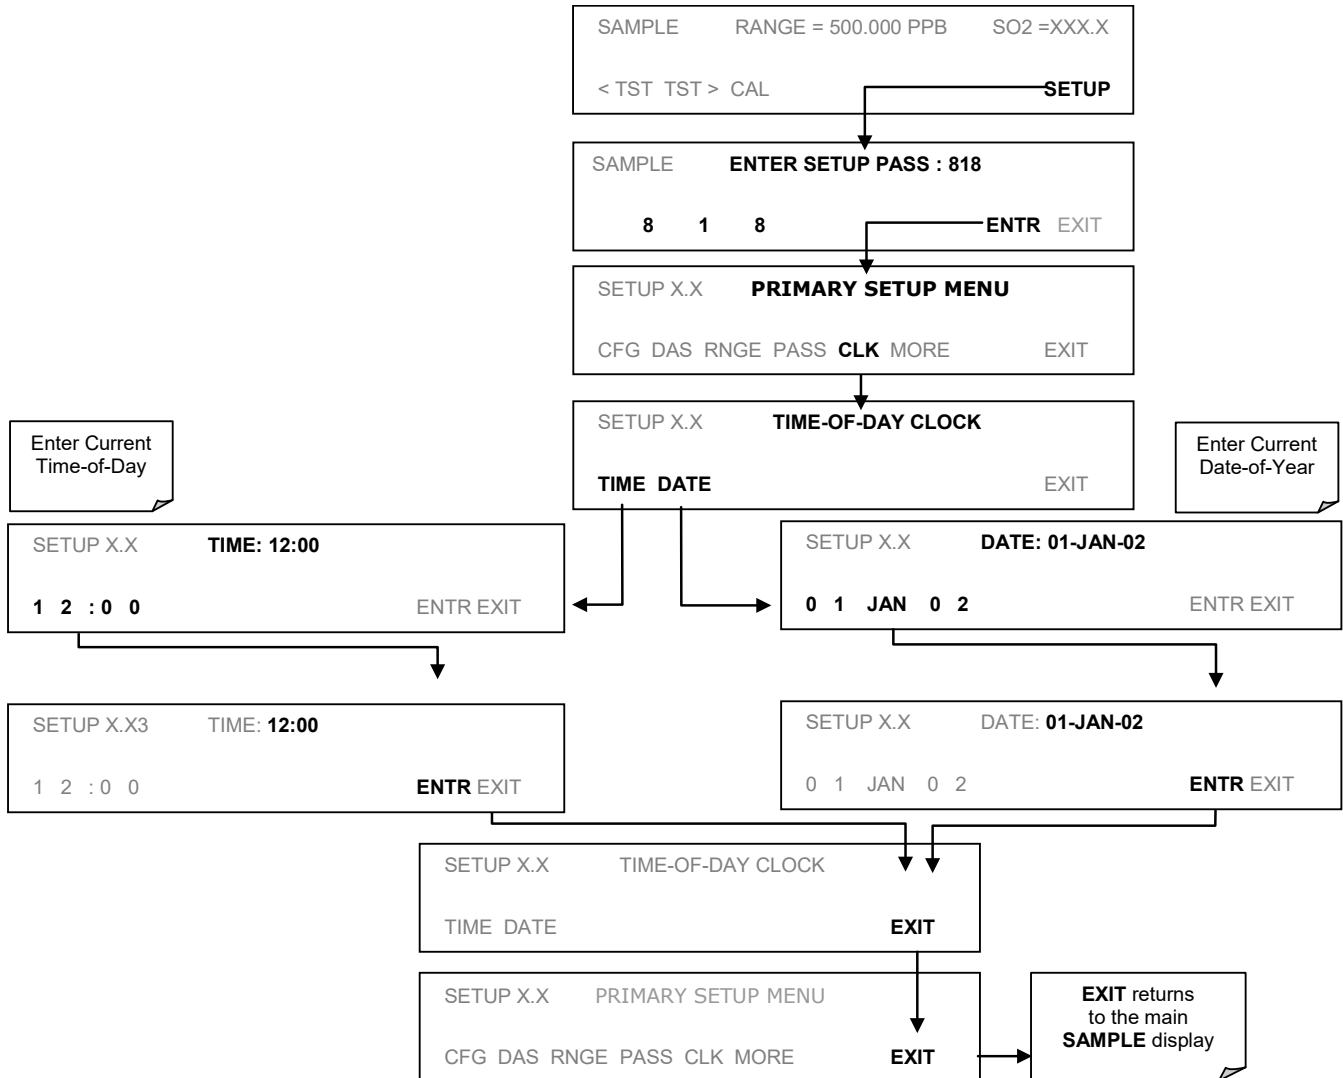 SAMPLE RANGE = 500.000 PPB SO2 =XXX.X
< TST TST > CAL SETUP
SAMPLE ENTER SETUP PASS : 818
8 1 8 ENTR EXIT
SETUP X.X PRIMARY SETUP MENU
CFG DAS RNGE PASS CLK MORE EXIT
SETUP X.X TIME-OF-DAY CLOCK
TIME DATE EXIT
Enter Current
Time-of-Day
Enter Current
Date-of-Year
SETUP X.X TIME: 12:00
1 2 : 0 0 ENTR EXIT
SETUP X.X DATE: 01-JAN-02
0 1 JAN 0 2 ENTR EXIT
SETUP X.X3 TIME: 12:00
1 2 : 0 0 ENTR EXIT
SETUP X.X DATE: 01-JAN-02
0 1 JAN 0 2 ENTR EXIT
SETUP X.X TIME-OF-DAY CLOCK
TIME DATE EXIT
SETUP X.X PRIMARY SETUP MENU
CFG DAS RNGE PASS CLK MORE EXIT
EXIT returns
to the main
SAMPLE display